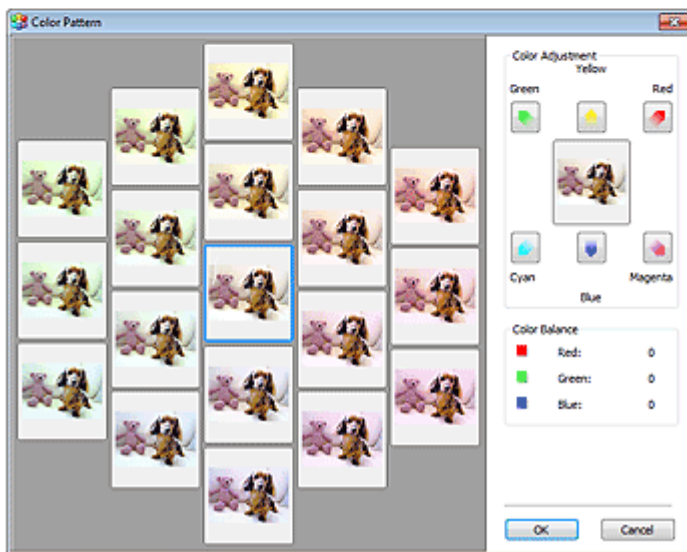 Color Pattern
Color Adjustment
Yellow
Green
Red
Cyan
Magenta
Blue
Color Balance
Red: 0
Green: 0
Blue: 0
OK
Cancel